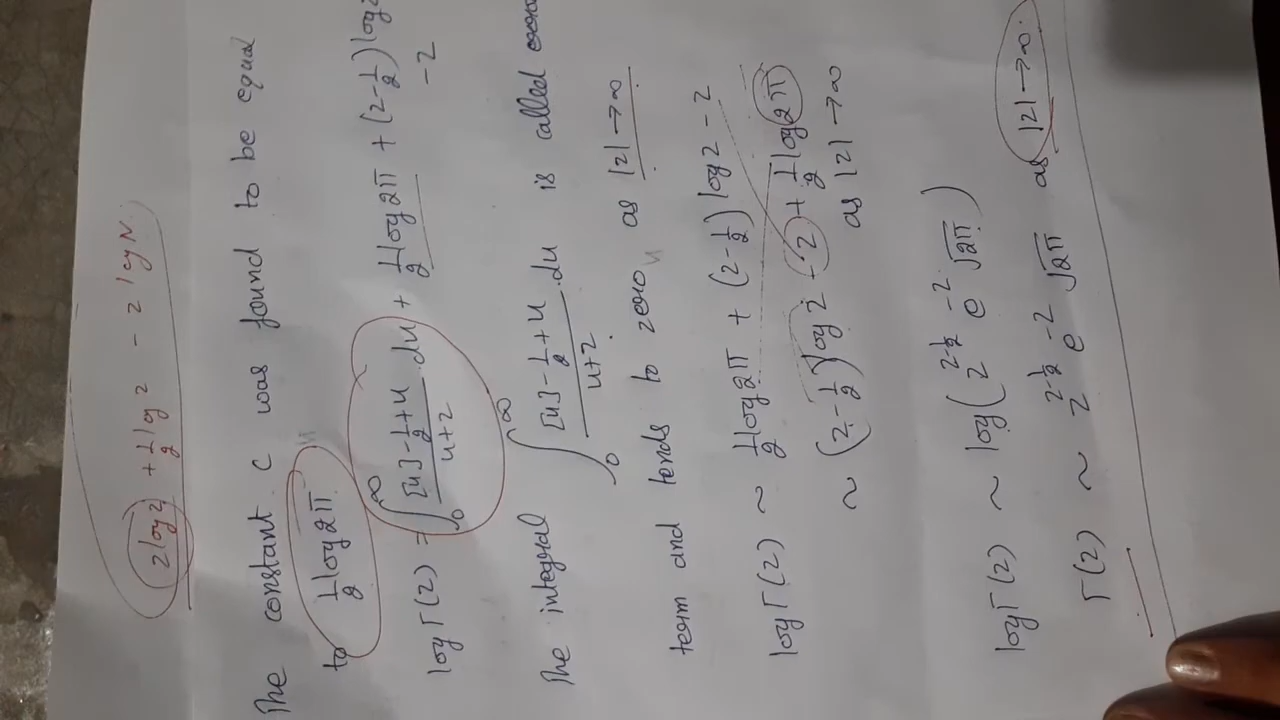 z log z + 1/2 log z - z log N.
The constant C was found to be equal
to 1/2 log 2π.
log Γ(z) = ∫₀^∞ ([u] - 1/2 + u)/(u+z) du + 1/2 log 2π + (z - 1/2) log z
- z
The integral ∫₀^∞ ([u] - 1/2 + u)/(u+z) du is called
term and tends to zero as |z| → ∞
log Γ(z) ~ 1/2 log 2π + (z - 1/2) log z - z
~ (z - 1/2) log z - z + 1/2 log 2π
as |z| → ∞
log Γ(z) ~ log (z^(z - 1/2) e^(-z) √2π)
Γ(z) ~ z^(z - 1/2) e^(-z) √2π as |z| → ∞.